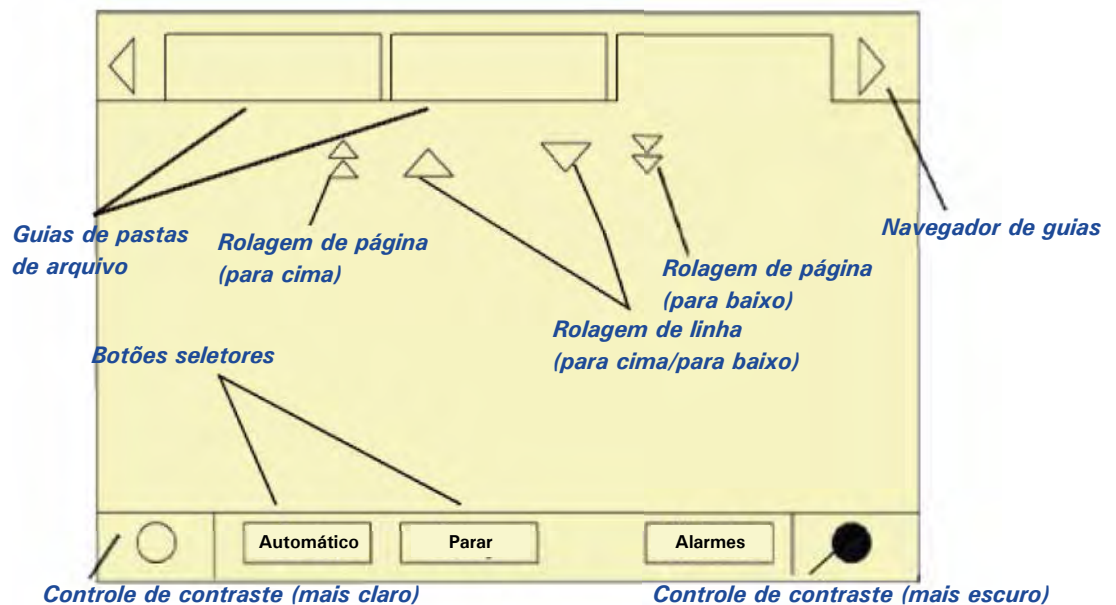 Guias de pastas
de arquivo
Rolagem de página
(para cima)
Navegador de guias
Rolagem de página
(para baixo)
Rolagem de linha
(para cima/para baixo)
Botões seletores
Automático
Parar
Alarmes
Controle de contraste (mais claro)
Controle de contraste (mais escuro)